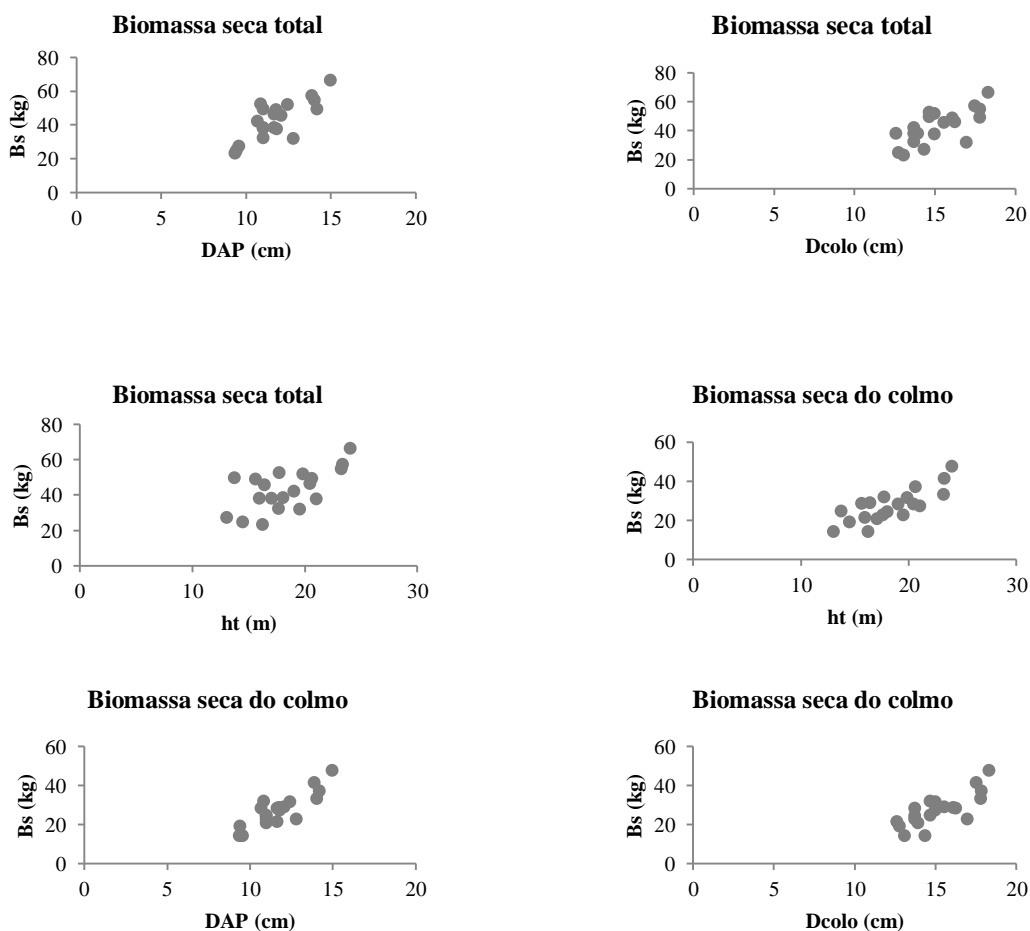 Biomassa seca total
80
60
40
20
0
Bs (kg)
0 5 10 15 20
DAP (cm)
Biomassa seca total
80
60
40
20
0
Bs (kg)
0 5 10 15 20
Dcolo (cm)
Biomassa seca total
80
60
40
20
0
Bs (kg)
0 10 20 30
ht (m)
Biomassa seca do colmo
60
40
20
0
Bs (kg)
0 10 20 30
ht (m)
Biomassa seca do colmo
60
40
20
0
Bs (kg)
0 5 10 15 20
DAP (cm)
Biomassa seca do colmo
60
40
20
0
Bs (kg)
0 5 10 15 20
Dcolo (cm)